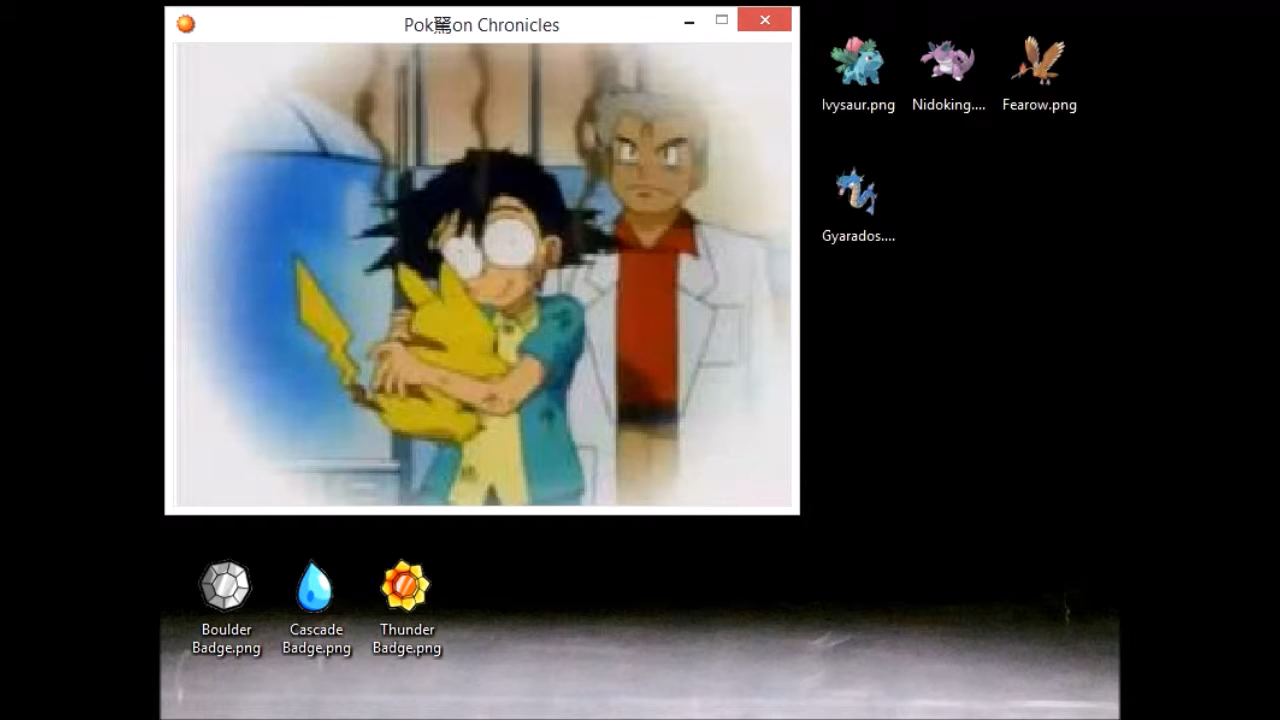 Pok駑on Chronicles
Ivysaur.png
Nidoking....
Fearow.png
Gyarados....
Boulder
Badge.png
Cascade
Badge.png
Thunder
Badge.png